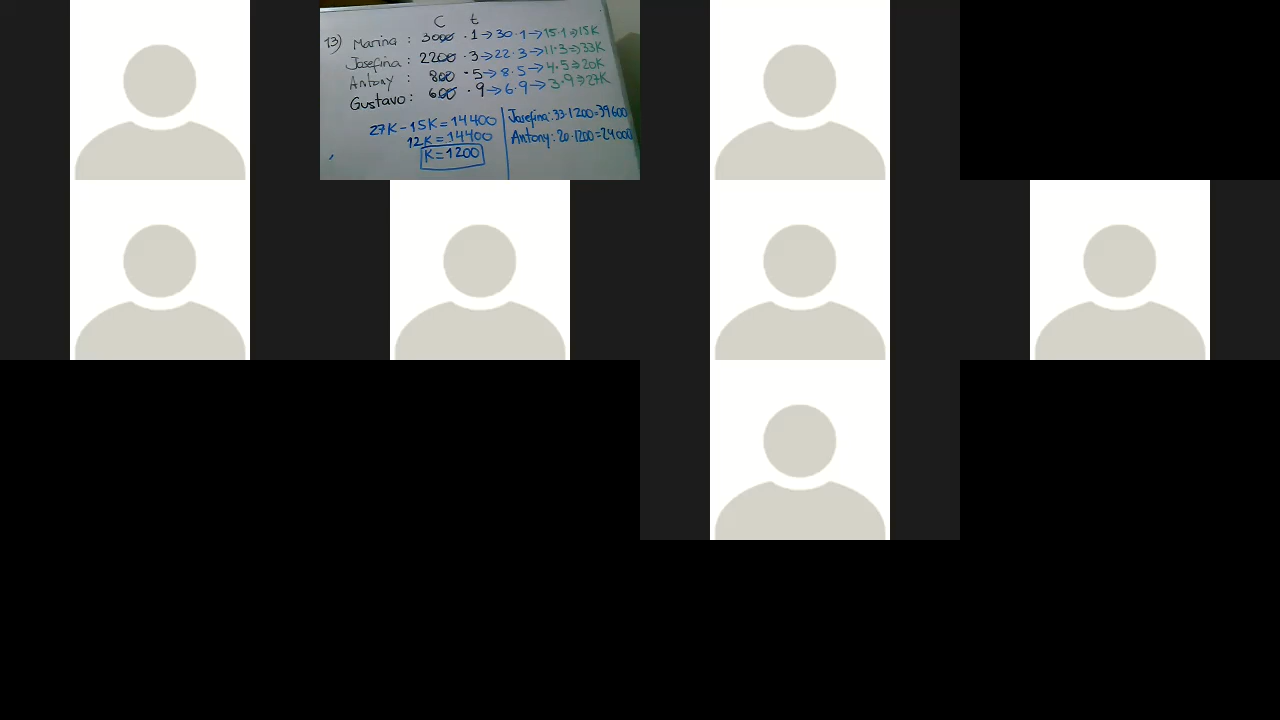 C t
13) Marina : 3000 · 1 → 30 · 1 → 15 · 1 ⇒ 15K
Josefina : 2200 · 3 → 22 · 3 → 11 · 3 ⇒ 33K
Antony : 800 · 5 → 8 · 5 → 4 · 5 ⇒ 20K
Gustavo : 600 · 9 → 6 · 9 → 3 · 9 ⇒ 27K
27K - 15K = 14400
12K = 14400
K = 1200
Josefina: 33·1200=39600
Antony: 20·1200=24000